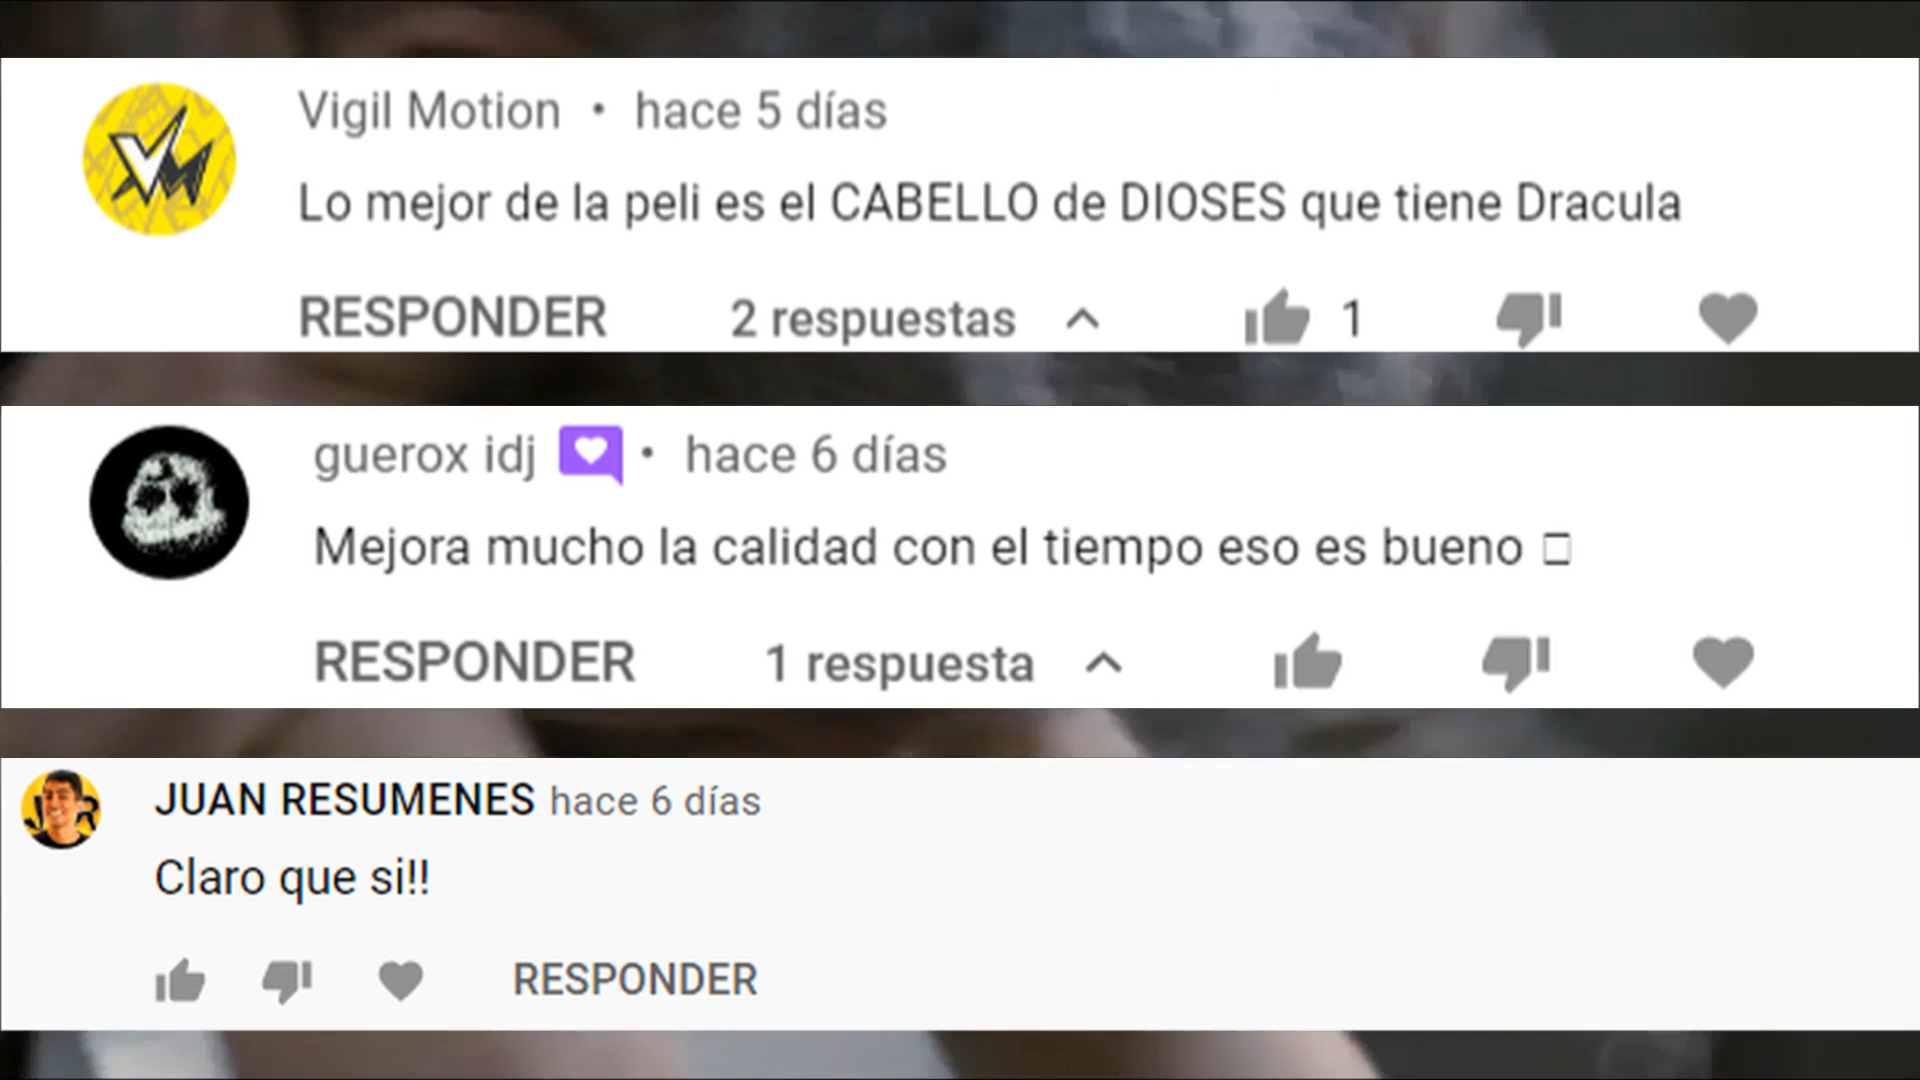 Vigil Motion • hace 5 días
Lo mejor de la peli es el CABELLO de DIOSES que tiene Dracula
RESPONDER 2 respuestas 1
guerox idj • hace 6 días
Mejora mucho la calidad con el tiempo eso es bueno □
RESPONDER 1 respuesta
JUAN RESUMENES hace 6 días
Claro que si!!
RESPONDER